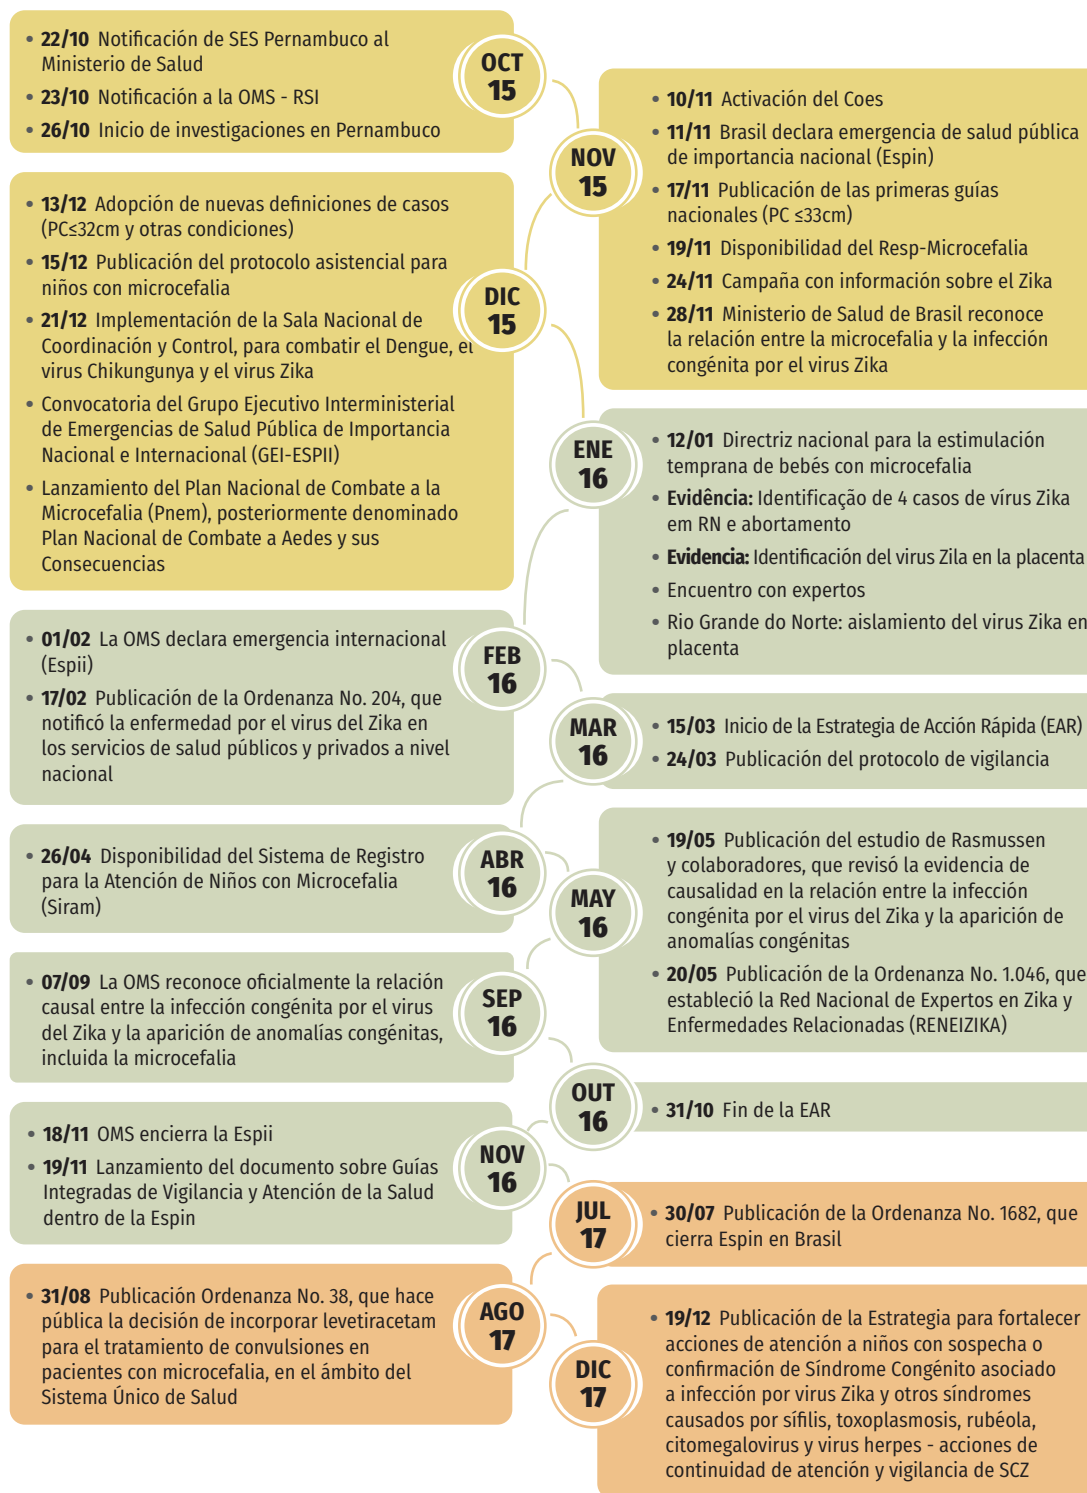 OCT
15
• 22/10 Notificación de SES Pernambuco al
Ministerio de Salud
• 23/10 Notificación a la OMS - RSI
• 26/10 Inicio de investigaciones en Pernambuco
NOV
15
• 10/11 Activación del Coes
• 11/11 Brasil declara emergencia de salud pública
de importancia nacional (Espin)
• 17/11 Publicación de las primeras guías
nacionales (PC ≤33cm)
• 19/11 Disponibilidad del Resp-Microcefalia
• 24/11 Campaña con información sobre el Zika
• 28/11 Ministerio de Salud de Brasil reconoce
la relación entre la microcefalia y la infección
congénita por el virus Zika
DIC
15
• 13/12 Adopción de nuevas definiciones de casos
(PC≤32cm y otras condiciones)
• 15/12 Publicación del protocolo asistencial para
niños con microcefalia
• 21/12 Implementación de la Sala Nacional de
Coordinación y Control, para combatir el Dengue, el
virus Chikungunya y el virus Zika
• Convocatoria del Grupo Ejecutivo Interministerial
de Emergencias de Salud Pública de Importancia
Nacional e Internacional (GEI-ESPII)
• Lanzamiento del Plan Nacional de Combate a la
Microcefalia (Pnem), posteriormente denominado
Plan Nacional de Combate a Aedes y sus
Consecuencias
ENE
16
• 12/01 Directriz nacional para la estimulación
temprana de bebés con microcefalia
• Evidência: Identificação de 4 casos de vírus Zika
em RN e abortamento
• Evidencia: Identificación del virus Zila en la placenta
• Encuentro con expertos
• Rio Grande do Norte: aislamiento del virus Zika en
placenta
FEB
16
• 01/02 La OMS declara emergencia internacional
(Espii)
• 17/02 Publicación de la Ordenanza No. 204, que
notificó la enfermedad por el virus del Zika en
los servicios de salud públicos y privados a nivel
nacional
MAR
16
• 15/03 Inicio de la Estrategia de Acción Rápida (EAR)
• 24/03 Publicación del protocolo de vigilancia
ABR
16
• 26/04 Disponibilidad del Sistema de Registro
para la Atención de Niños con Microcefalia
(Siram)
MAY
16
• 19/05 Publicación del estudio de Rasmussen
y colaboradores, que revisó la evidencia de
causalidad en la relación entre la infección
congénita por el virus del Zika y la aparición de
anomalías congénitas
• 20/05 Publicación de la Ordenanza No. 1.046, que
estableció la Red Nacional de Expertos en Zika y
Enfermedades Relacionadas (RENEIZIKA)
SEP
16
• 07/09 La OMS reconoce oficialmente la relación
causal entre la infección congénita por el virus
del Zika y la aparición de anomalías congénitas,
incluida la microcefalia
OUT
16
• 31/10 Fin de la EAR
NOV
16
• 18/11 OMS encierra la Espii
• 19/11 Lanzamiento del documento sobre Guías
Integradas de Vigilancia y Atención de la Salud
dentro de la Espin
JUL
17
• 30/07 Publicación de la Ordenanza No. 1682, que
cierra Espin en Brasil
AGO
17
• 31/08 Publicación Ordenanza No. 38, que hace
pública la decisión de incorporar levetiracetam
para el tratamiento de convulsiones en
pacientes con microcefalia, en el ámbito del
Sistema Único de Salud
DIC
17
• 19/12 Publicación de la Estrategia para fortalecer
acciones de atención a niños con sospecha o
confirmación de Síndrome Congénito asociado
a infección por virus Zika y otros síndromes
causados por sífilis, toxoplasmosis, rubéola,
citomegalovirus y virus herpes - acciones de
continuidad de atención y vigilancia de SCZ